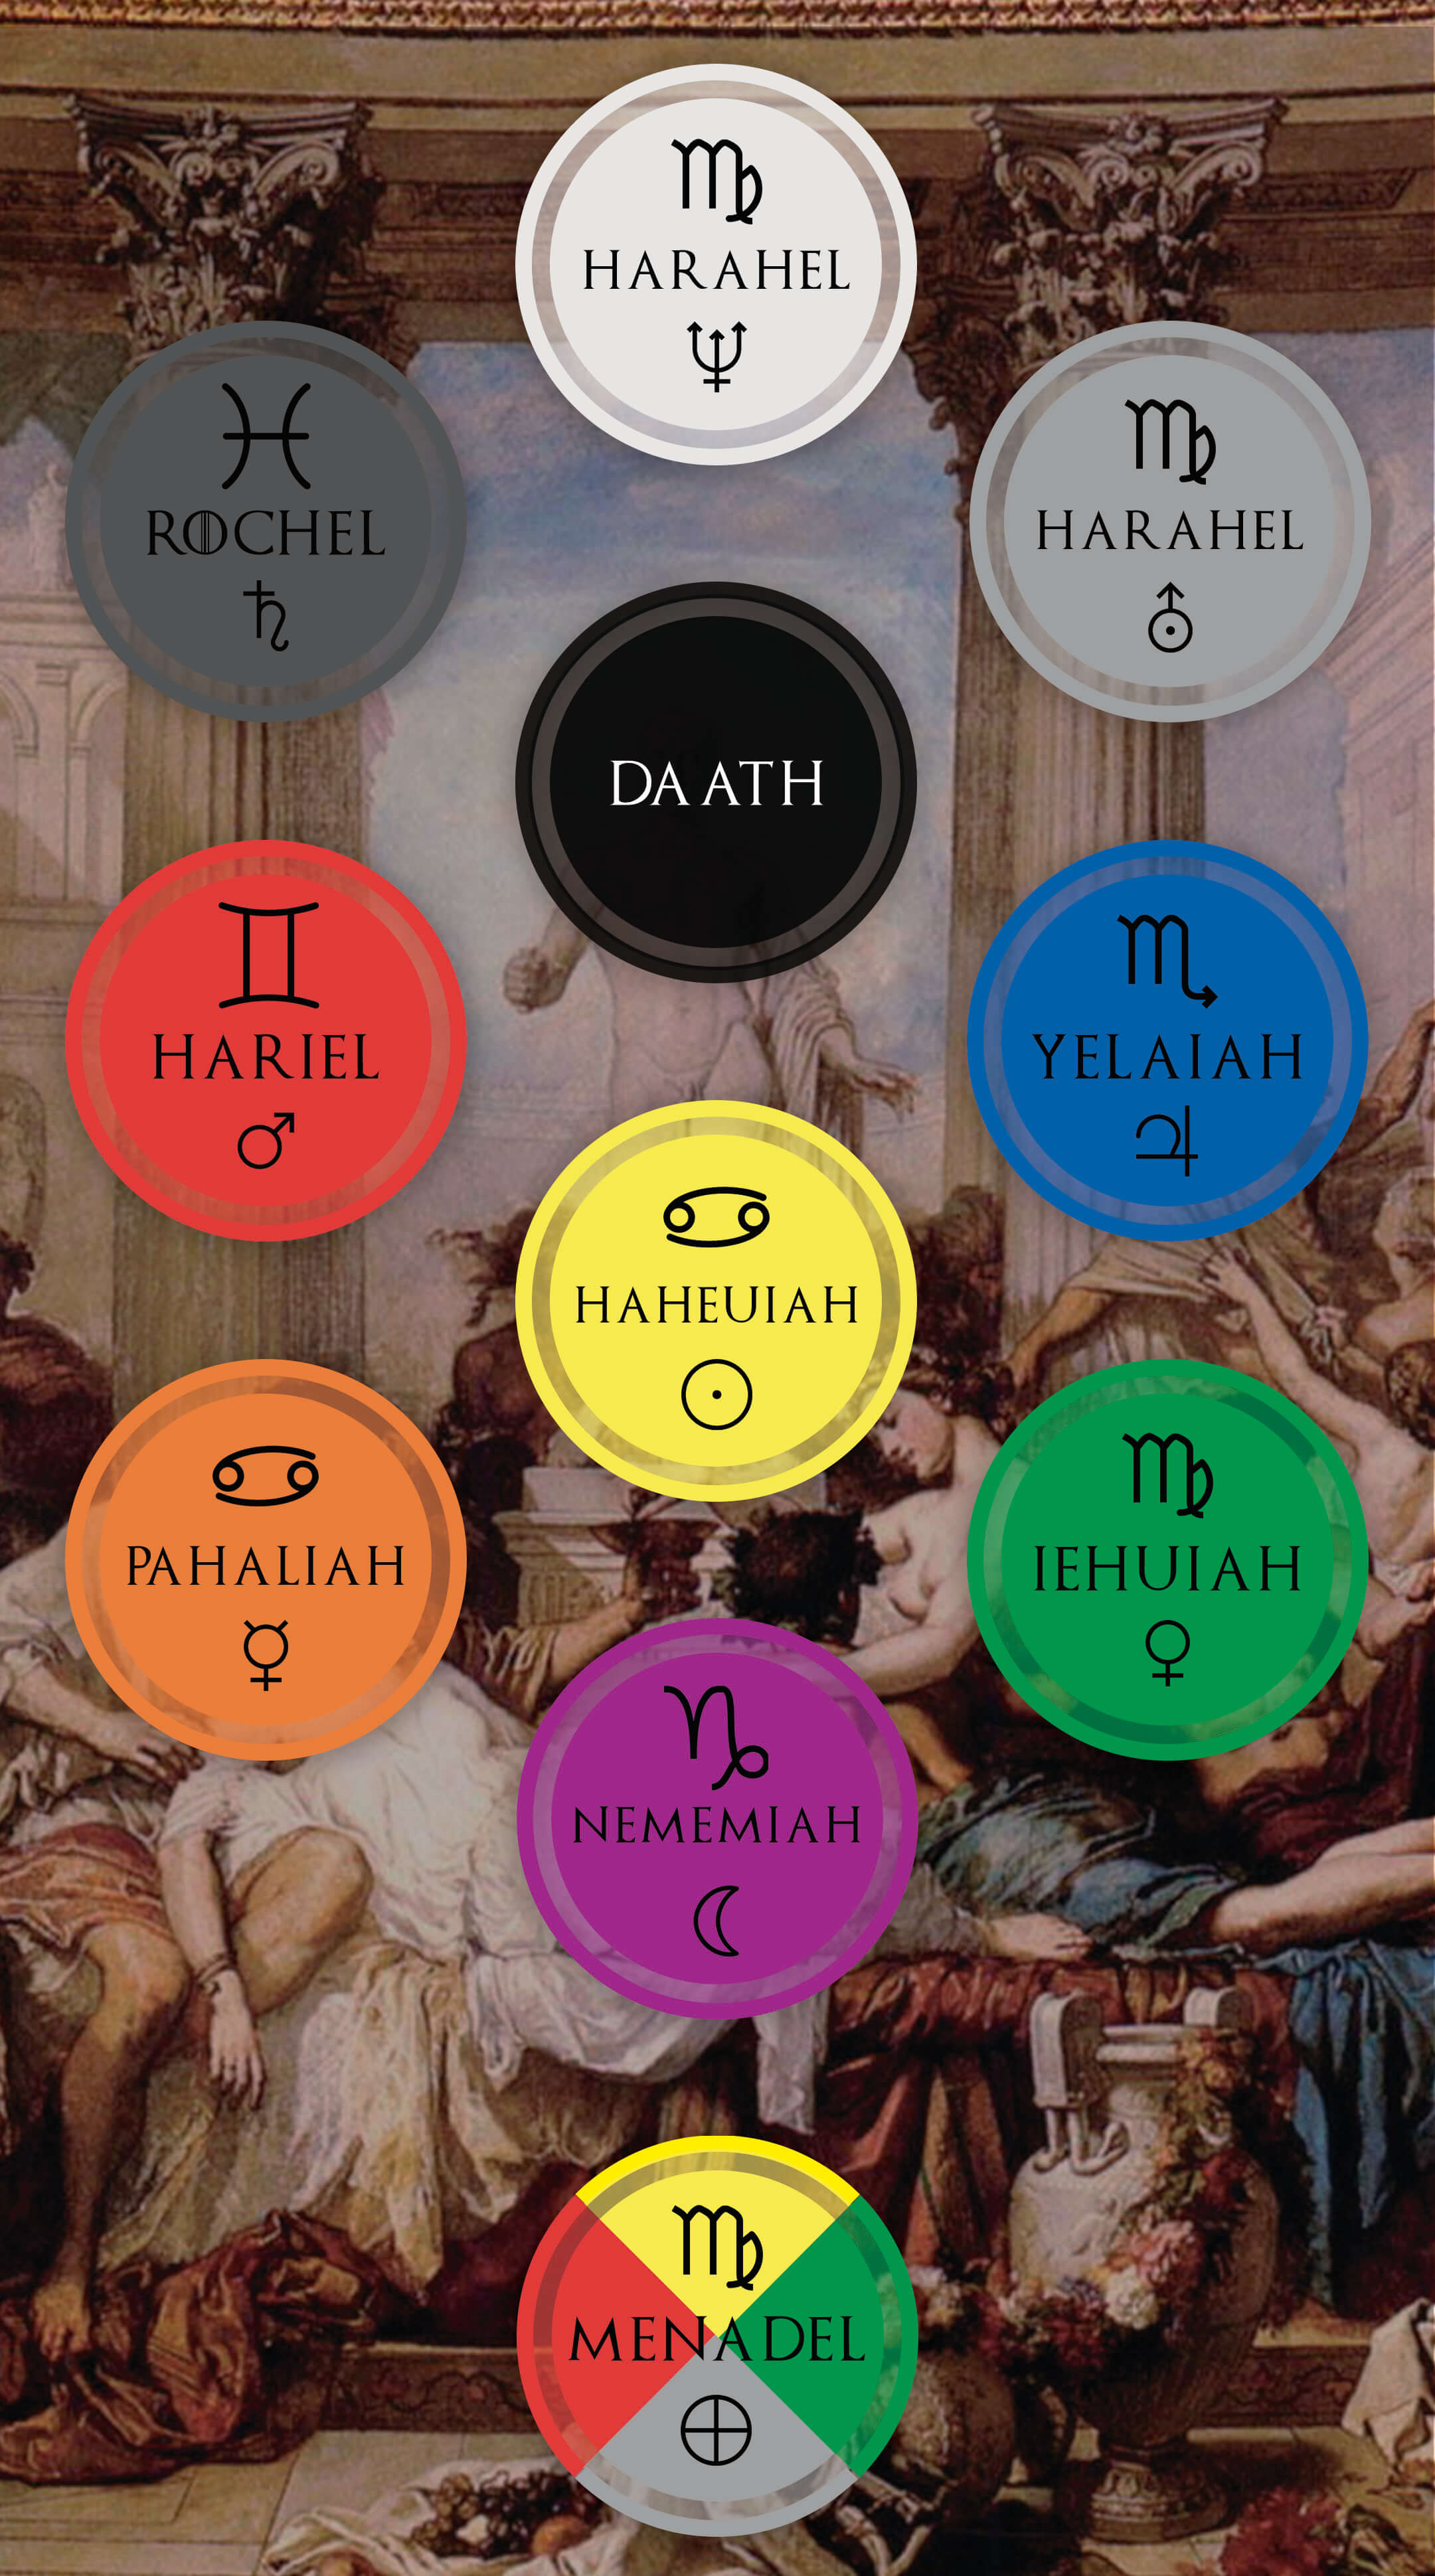 ♍
HARAHEL
♆
♓
ROCHEL
♄
♍
HARAHEL
⛢
DAATH
♊
HARIEL
♂
♏
YELAIAH
♃
♋
HAHEUIAH
☉
♋
PAHALIAH
☿
♍
IEHUIAH
♀
♑
NEMEMIAH
☾
♍
MENADEL
⊕